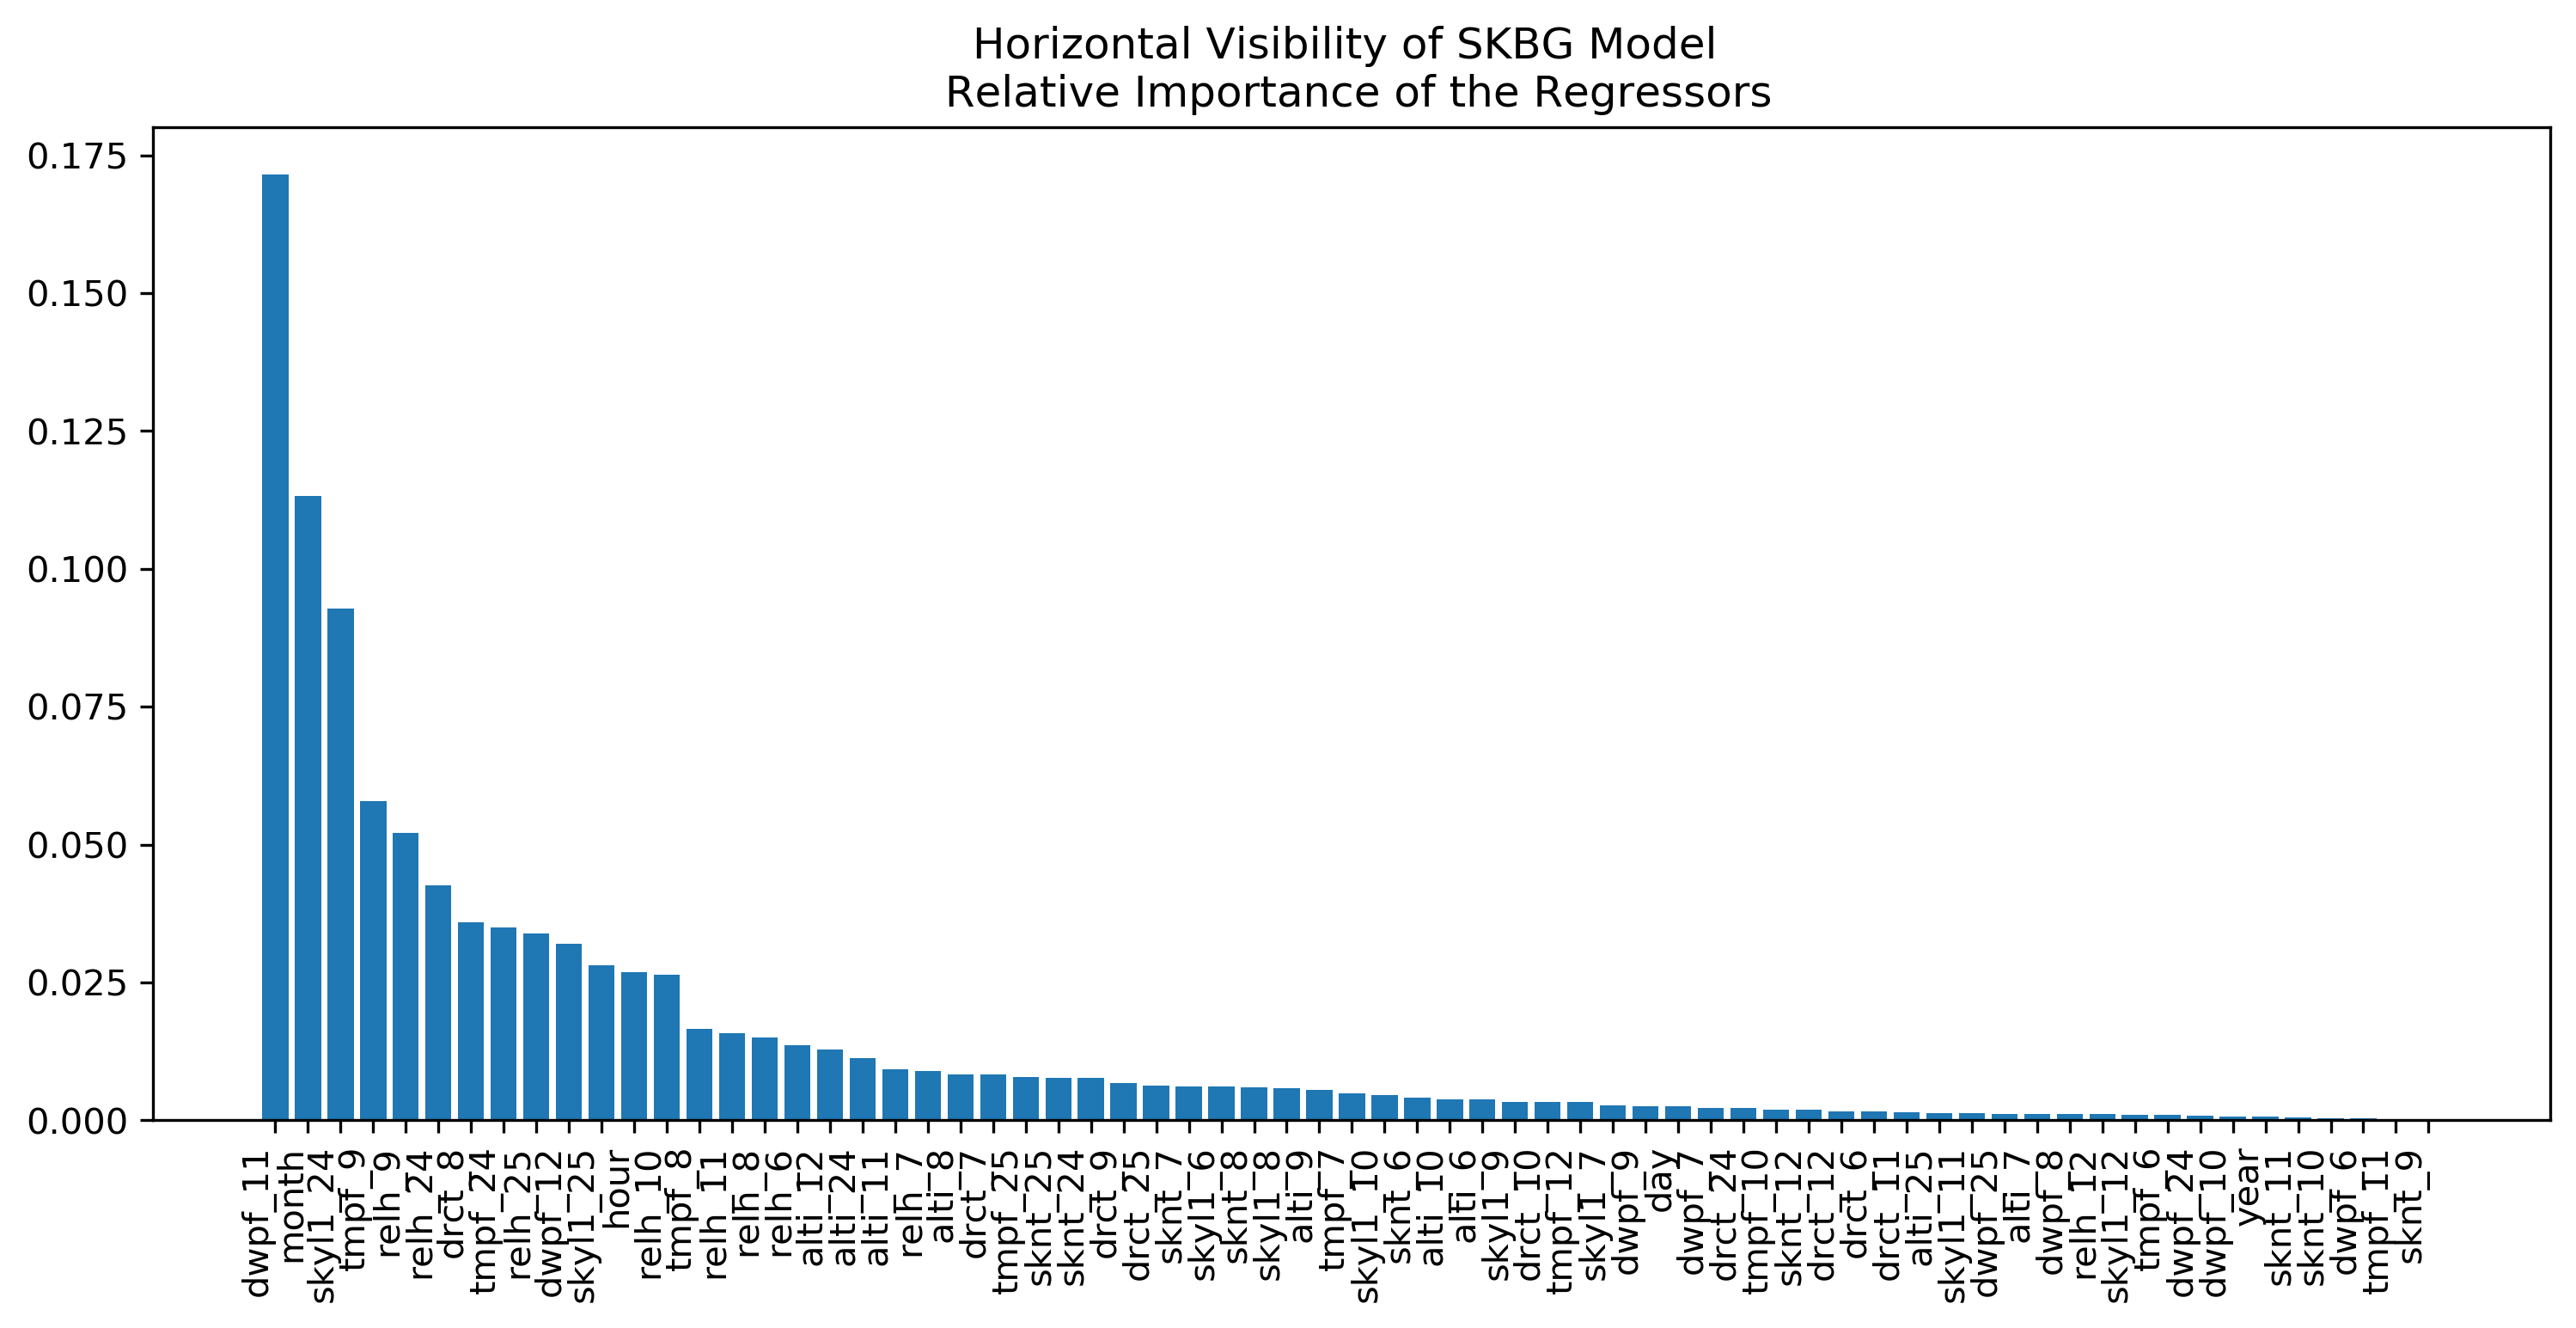 Horizontal Visibility of SKBG Model
Relative Importance of the Regressors
0.175
0.150
0.125
0.100
0.075
0.050
0.025
0.000
dwpf_11
month
skyl1_24
tmpf_9
relh_9
relh_24
drct_8
tmpf_24
relh_25
dwpf_12
skyl1_25
hour
relh_10
tmpf_8
relh_11
relh_8
relh_6
alti_12
alti_24
alti_11
relh_7
alti_8
drct_7
tmpf_25
sknt_25
sknt_24
drct_9
drct_25
sknt_7
skyl1_6
sknt_8
skyl1_8
alti_9
tmpf_7
skyl1_10
sknt_6
alti_10
alti_6
skyl1_9
drct_10
tmpf_12
skyl1_7
dwpf_9
day
dwpf_7
drct_24
tmpf_10
sknt_12
drct_12
drct_6
drct_11
alti_25
skyl1_11
dwpf_25
alti_7
dwpf_8
relh_12
skyl1_12
tmpf_6
dwpf_24
dwpf_10
year
sknt_11
sknt_10
dwpf_6
tmpf_11
sknt_9